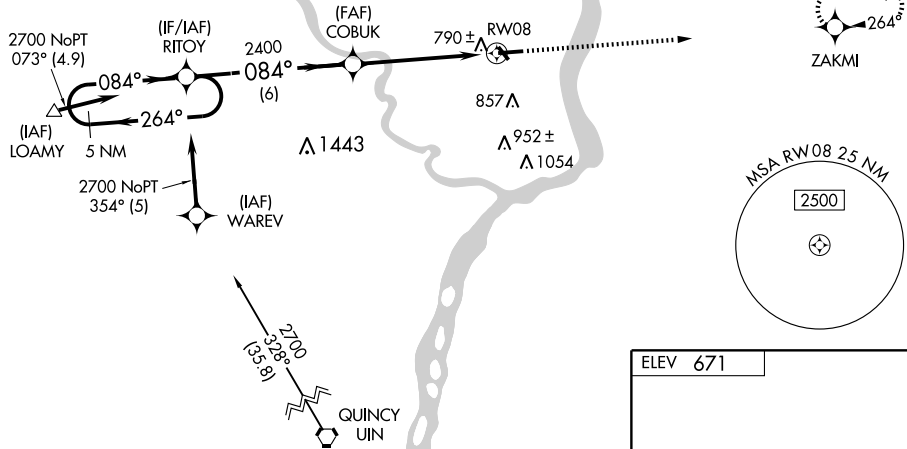 2700 NoPT
073° (4.9)
(IF/IAF)
RITOY
(FAF)
COBUK
2400
084°
(6)
790 ±
RW08
264°
ZAKMI
084°
264°
(IAF)
LOAMY
5 NM
857
952 ±
1054
1443
2700 NoPT
354° (5)
(IAF)
WAREV
MSA RW08 25 NM
2500
2700
328°
(35.8)
QUINCY
UIN
ELEV 671